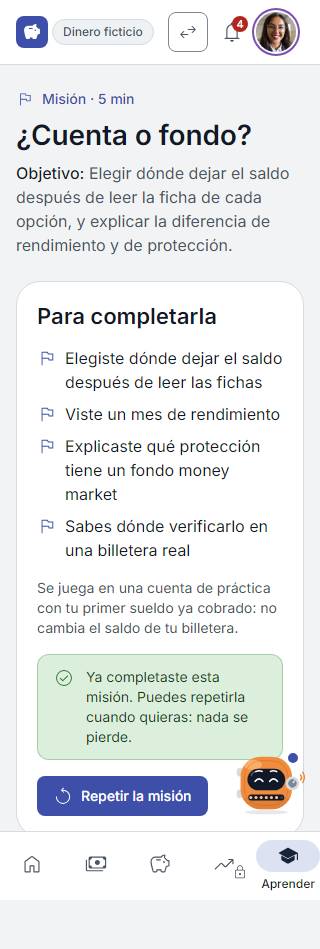 Dinero ficticio
4
Misión · 5 min
¿Cuenta o fondo?
Objetivo: Elegir dónde dejar el saldo
después de leer la ficha de cada
opción, y explicar la diferencia de
rendimiento y de protección.
Para completarla
Elegiste dónde dejar el saldo
después de leer las fichas
Viste un mes de rendimiento
Explicaste qué protección
tiene un fondo money
market
Sabes dónde verificarlo en
una billetera real
Se juega en una cuenta de práctica
con tu primer sueldo ya cobrado: no
cambia el saldo de tu billetera.
Ya completaste esta
misión. Puedes repetirla
cuando quieras: nada se
pierde.
Repetir la misión
Aprender